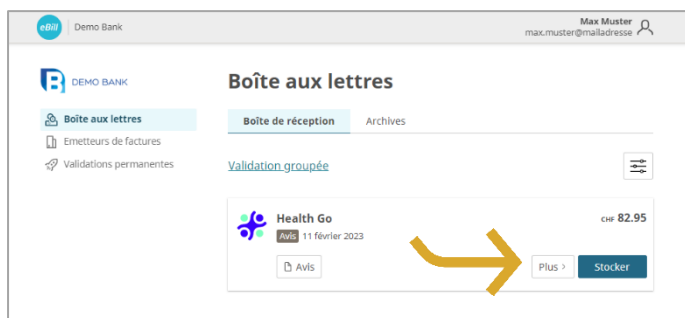 eBill
Demo Bank
Max Muster
max.muster@mailadresse
DEMO BANK
Boîte aux lettres
Emetteurs de factures
Validations permanentes
Boîte aux lettres
Boîte de réception
Archives
Validation groupée
Health Go
CHF 82.95
Avis 11 février 2023
Avis
Plus >
Stocker